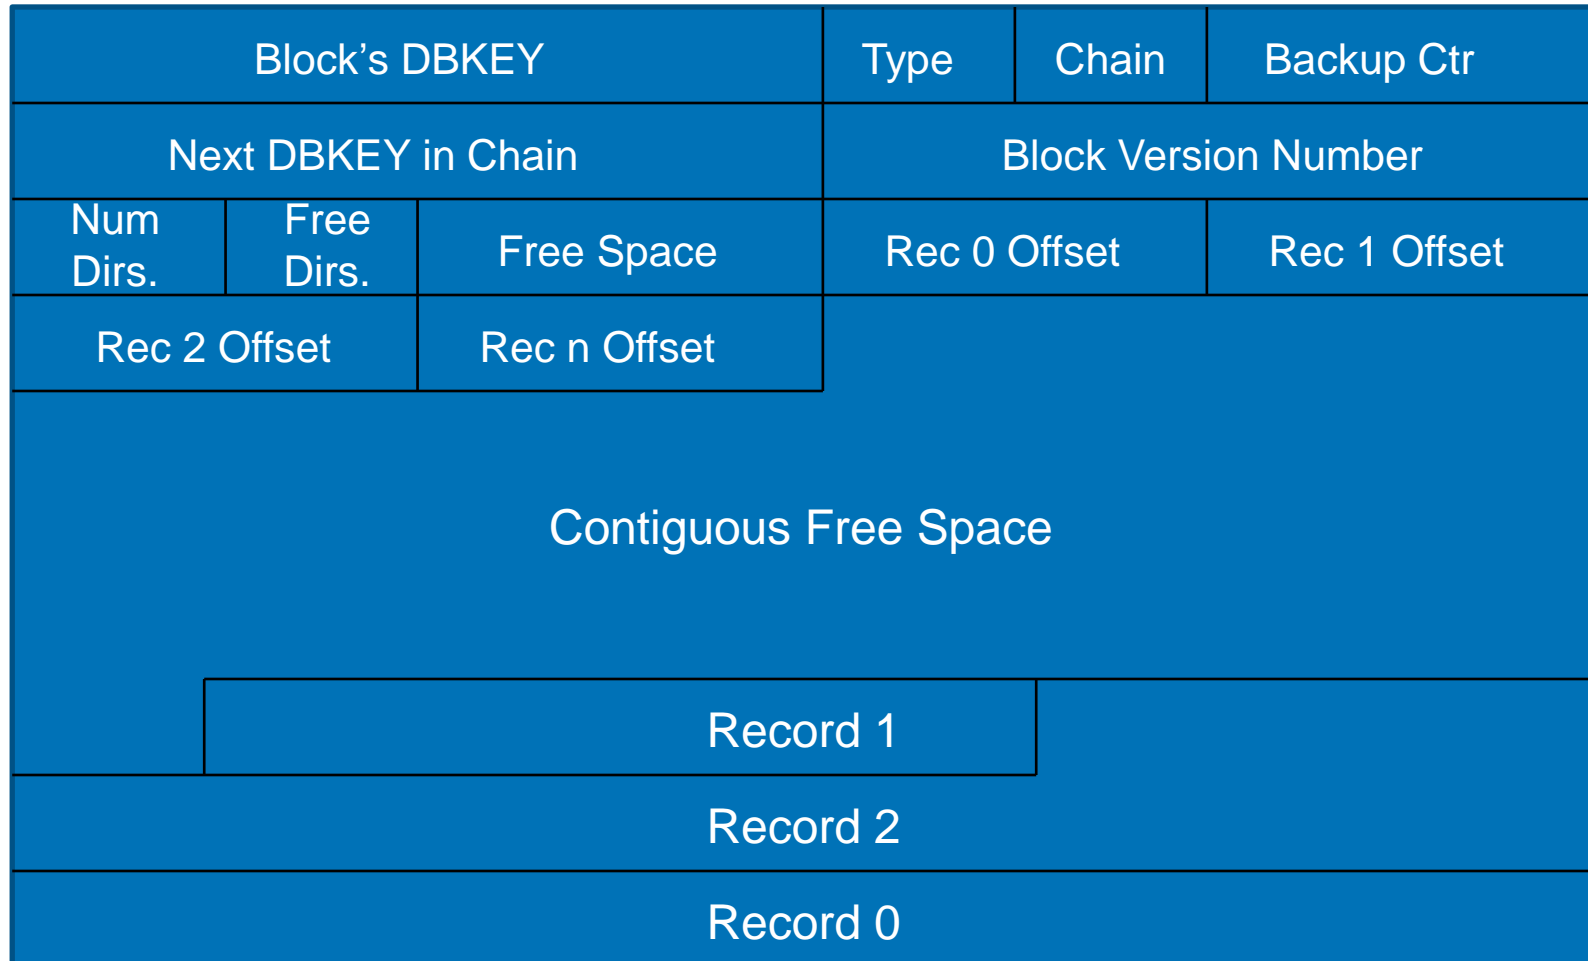 Block’s DBKEY
Type
Chain
Backup Ctr
Next DBKEY in Chain
Block Version Number
Num
Dirs.
Free
Dirs.
Free Space
Rec 0 Offset
Rec 1 Offset
Rec 2 Offset
Rec n Offset
Contiguous Free Space
Record 1
Record 2
Record 0